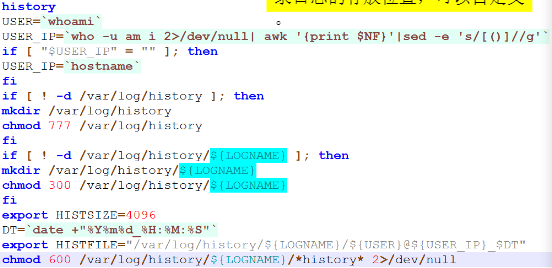 录日志的存放位置，可以自定义
history
USER=`whoami`
USER_IP=`who -u am i 2>/dev/null| awk '{print $NF}'|sed -e 's/[()]//g'`
if [ "$USER_IP" = "" ]; then
USER_IP=`hostname`
fi
if [ ! -d /var/log/history ]; then
mkdir /var/log/history
chmod 777 /var/log/history
fi
if [ ! -d /var/log/history/${LOGNAME} ]; then
mkdir /var/log/history/${LOGNAME}
chmod 300 /var/log/history/${LOGNAME}
fi
export HISTSIZE=4096
DT=`date +"%Y%m%d_%H:%M:%S"`
export HISTFILE="/var/log/history/${LOGNAME}/${USER}@${USER_IP}_$DT"
chmod 600 /var/log/history/${LOGNAME}/*history* 2>/dev/null